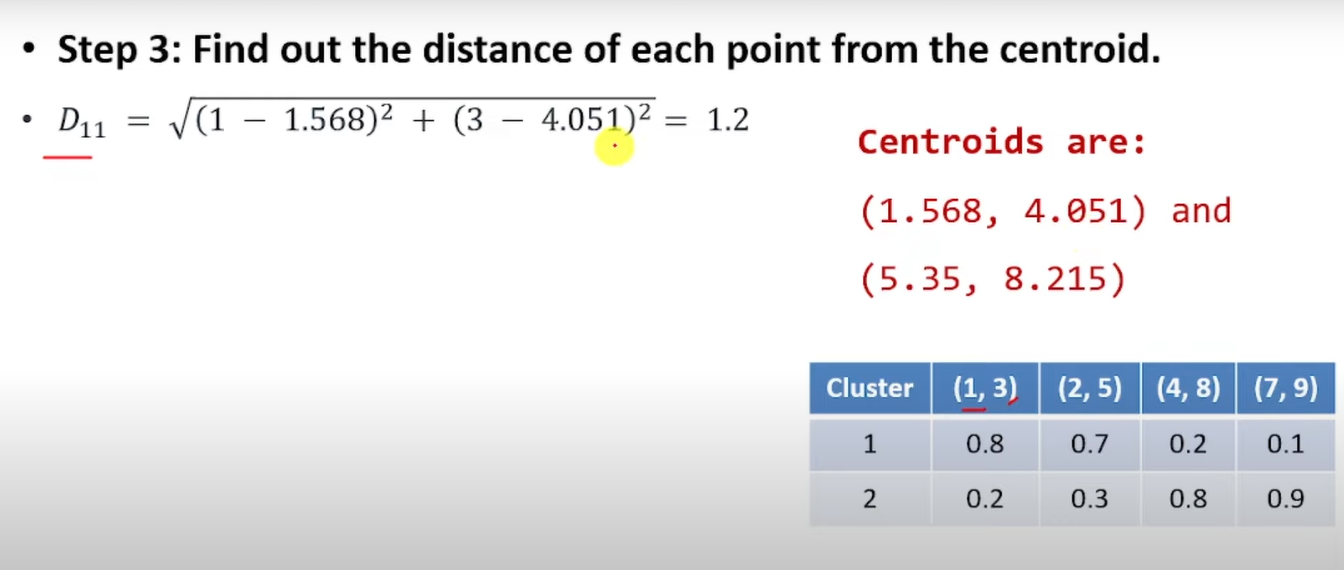 • Step 3: Find out the distance of each point from the centroid.
• D₁₁ = √(1 − 1.568)² + (3 − 4.051)² = 1.2
Centroids are:
(1.568, 4.051) and
(5.35, 8.215)
Cluster (1, 3) (2, 5) (4, 8) (7, 9)
1 0.8 0.7 0.2 0.1
2 0.2 0.3 0.8 0.9